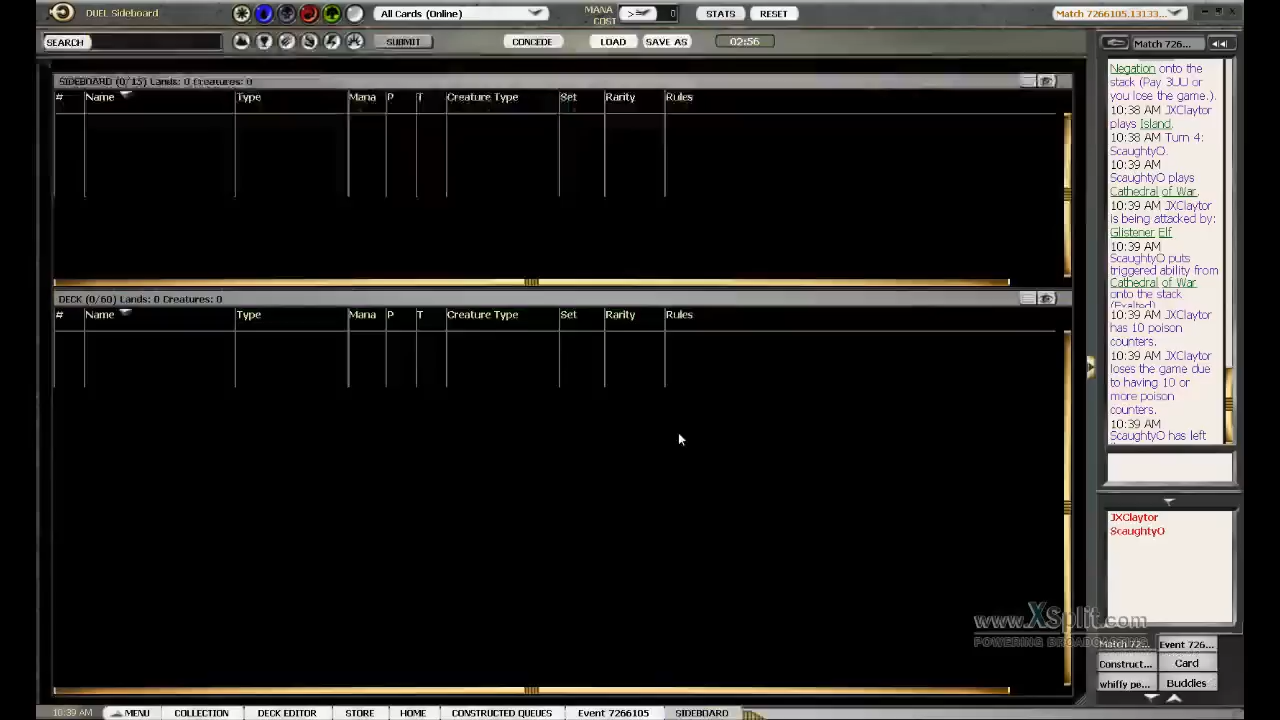 DUEL Sideboard
All Cards (Online)
MANA COST
>=
0
STATS
RESET
Match 7266105.13133...
SEARCH
SUBMIT
CONCEDE
LOAD
SAVE AS
02:56
Match 726...
SIDEBOARD (0/15) Lands: 0 Creatures: 0
# Name Type Mana P T Creature Type Set Rarity Rules
DECK (0/60) Lands: 0 Creatures: 0
# Name Type Mana P T Creature Type Set Rarity Rules
Negation onto the
stack (Pay 3UU or
you lose the game.).
10:38 AM JXClaytor
plays Island.
10:38 AM Turn 4:
ScaughtyO.
10:39 AM
ScaughtyO plays
Cathedral of War.
10:39 AM JXClaytor
is being attacked by:
Glistener Elf
10:39 AM
ScaughtyO puts
triggered ability from
Cathedral of War
onto the stack
(Exalted)
10:39 AM JXClaytor
has 10 poison
counters.
10:39 AM JXClaytor
loses the game due
to having 10 or
more poison
counters.
10:39 AM
ScaughtyO has left
JXClaytor
ScaughtyO
www.XSplit.com
POWERING BROADCASTING
Match 72...
Event 726...
Construct...
Card
whiffy pe...
Buddies
10:39 AM
MENU
COLLECTION
DECK EDITOR
STORE
HOME
CONSTRUCTED QUEUES
Event 7266105
SIDEBOARD